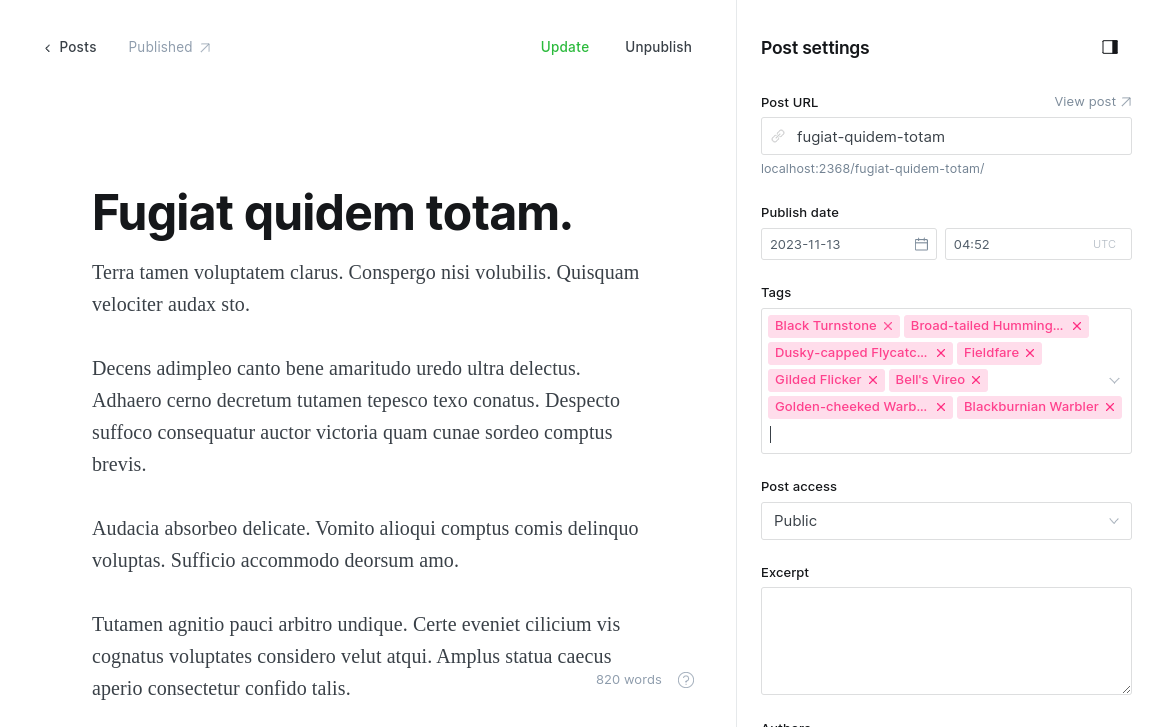 Posts
Published
Update
Unpublish
Fugiat quidem totam.
Terra tamen voluptatem clarus. Conspergo nisi volubilis. Quisquam
velociter audax sto.
Decens adimpleo canto bene amaritudo uredo ultra delectus.
Adhaero cerno decretum tutamen tepesco texo conatus. Despecto
suffoco consequatur auctor victoria quam cunae sordeo comptus
brevis.
Audacia absorbeo delicate. Vomito alioqui comptus comis delinquo
voluptas. Sufficio accommodo deorsum amo.
Tutamen agnitio pauci arbitro undique. Certe eveniet cilicium vis
cognatus voluptates considero velut atqui. Amplus statua caecus
aperio consectetur confido talis.
820 words
Post settings
Post URL
View post
fugiat-quidem-totam
localhost:2368/fugiat-quidem-totam/
Publish date
2023-11-13
04:52
UTC
Tags
Black Turnstone
Broad-tailed Humming...
Dusky-capped Flycatc...
Fieldfare
Gilded Flicker
Bell's Vireo
Golden-cheeked Warb...
Blackburnian Warbler
Post access
Public
Excerpt
Authors